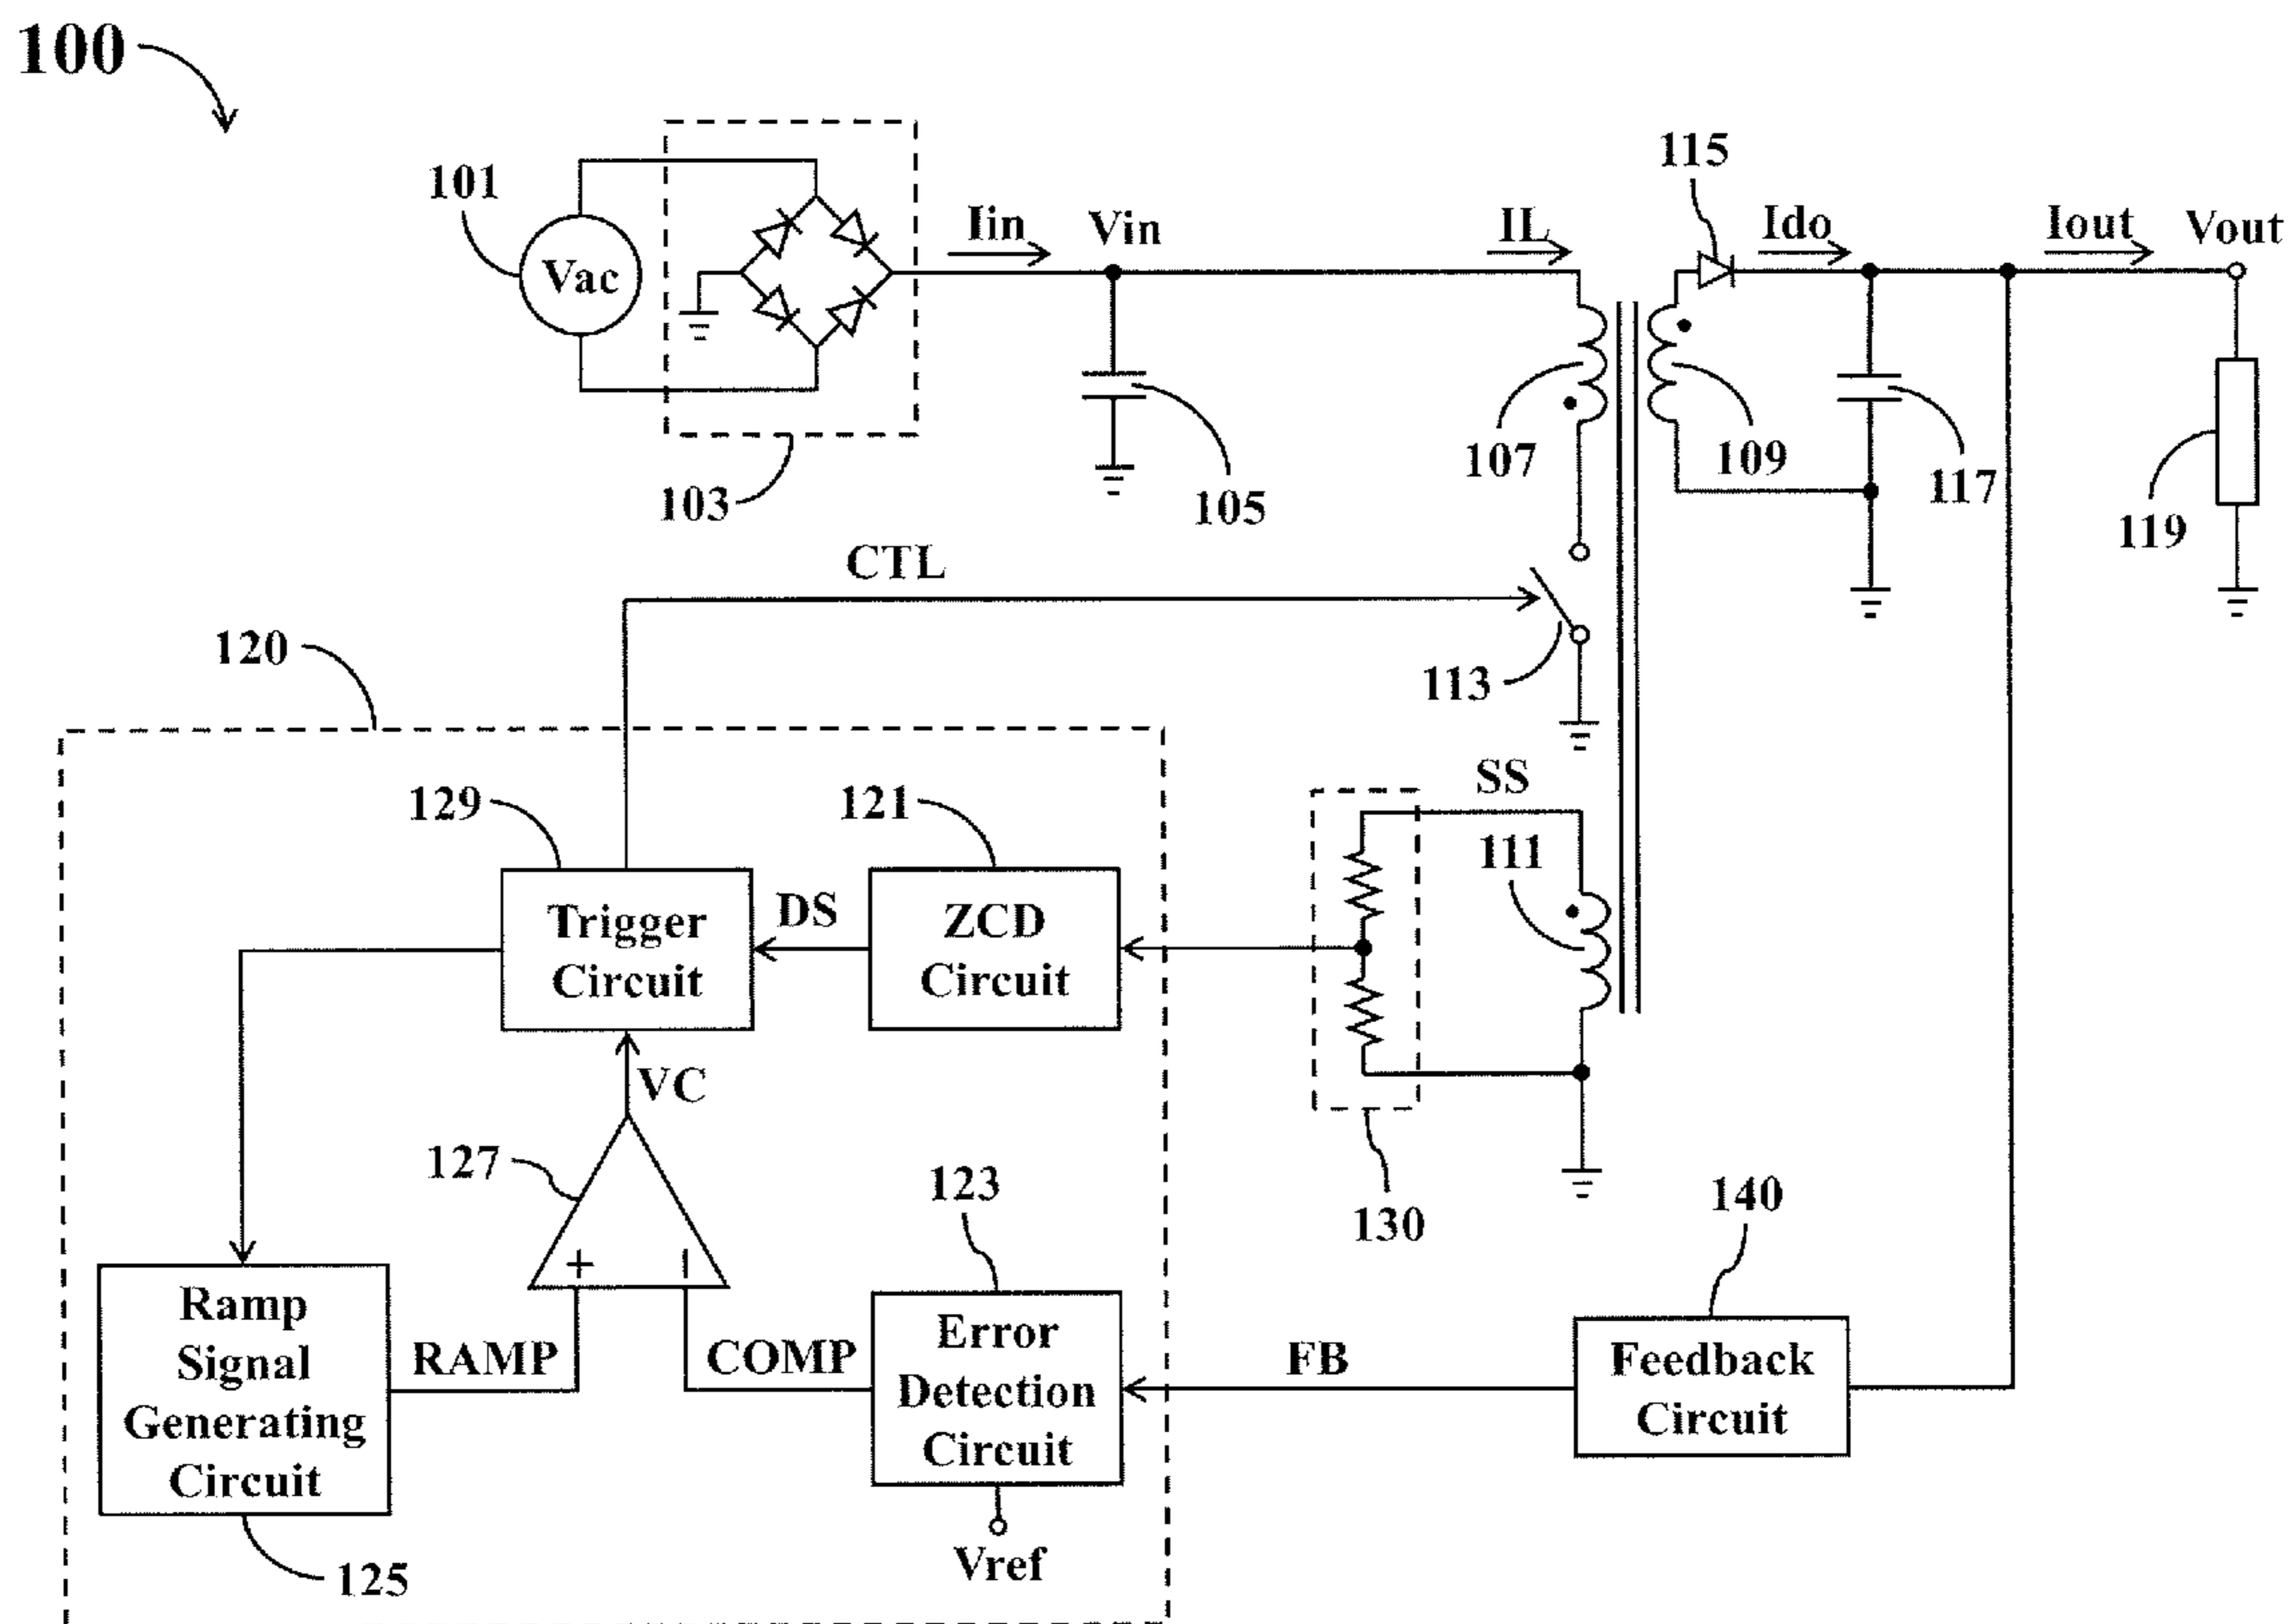 100
101
Vac
103
Iin
Vin
105
IL
107
109
115
Ido
117
Iout
Vout
119
CTL
113
120
129
Trigger
Circuit
DS
121
ZCD
Circuit
SS
111
130
VC
127
+
−
Ramp
Signal
Generating
Circuit
125
RAMP
COMP
123
Error
Detection
Circuit
Vref
FB
140
Feedback
Circuit